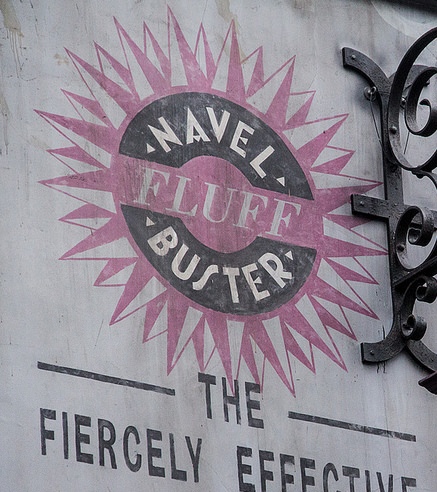 NAVEL
FLUFF
BUSTER
THE
FIERCELY EFFECTIVE